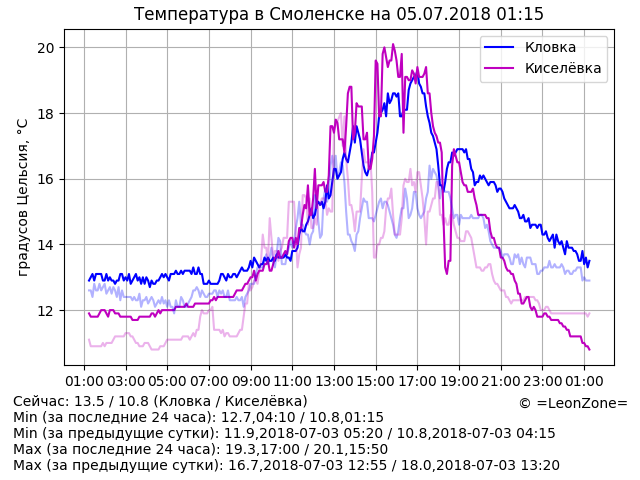 Температура в Смоленске на 05.07.2018 01:15
Кловка
Киселёвка
градусов Цельсия, °C
20
18
16
14
12
01:00 03:00 05:00 07:00 09:00 11:00 13:00 15:00 17:00 19:00 21:00 23:00 01:00
Сейчас: 13.5 / 10.8 (Кловка / Киселёвка)
© =LeonZone=
Min (за последние 24 часа): 12.7,04:10 / 10.8,01:15
Min (за предыдущие сутки): 11.9,2018-07-03 05:20 / 10.8,2018-07-03 04:15
Max (за последние 24 часа): 19.3,17:00 / 20.1,15:50
Max (за предыдущие сутки): 16.7,2018-07-03 12:55 / 18.0,2018-07-03 13:20